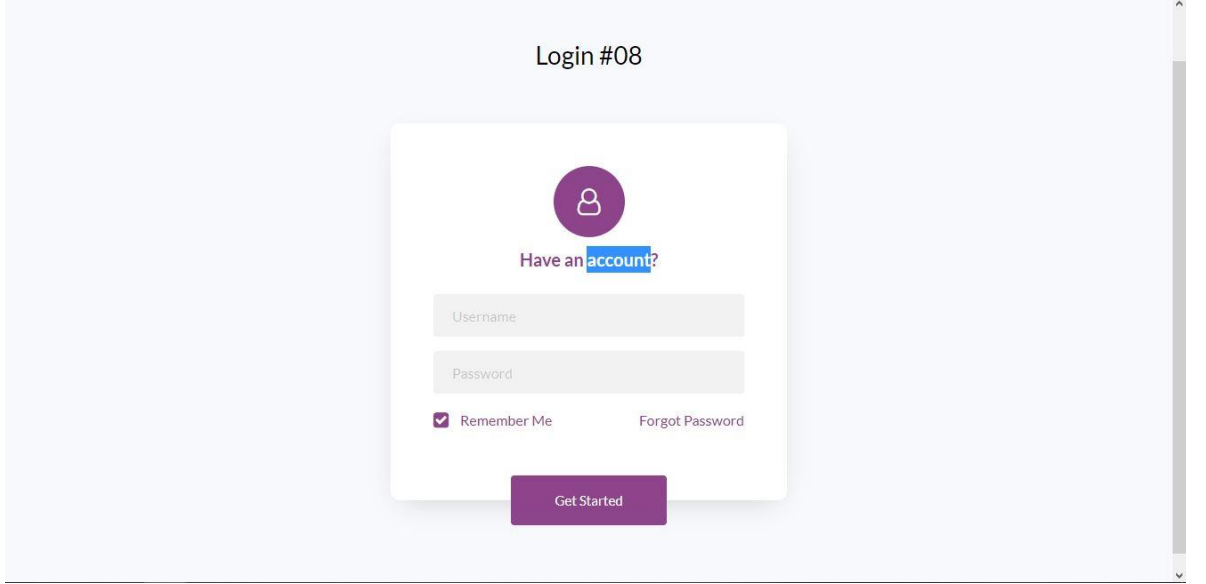 Login #08
Have an account?
Username
Password
Remember Me Forgot Password
Get Started